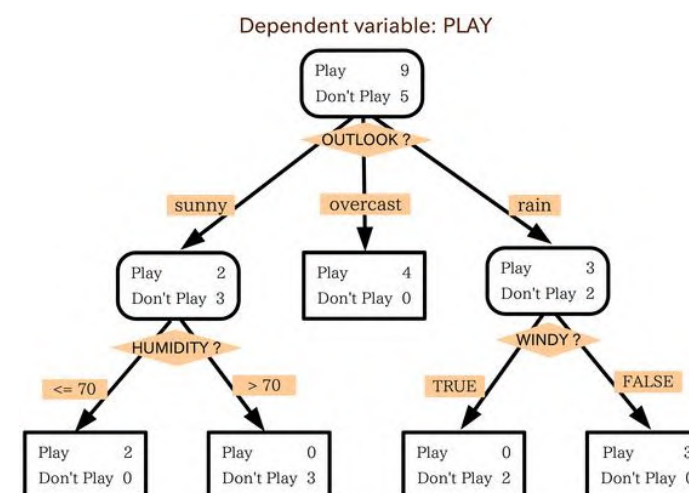 Dependent variable: PLAY
Play 9
Don't Play 5
OUTLOOK ?
sunny
overcast
rain
Play 2
Don't Play 3
Play 4
Don't Play 0
Play 3
Don't Play 2
HUMIDITY ?
WINDY ?
<= 70
> 70
TRUE
FALSE
Play 2
Don't Play 0
Play 0
Don't Play 3
Play 0
Don't Play 2
Play 3
Don't Play 0